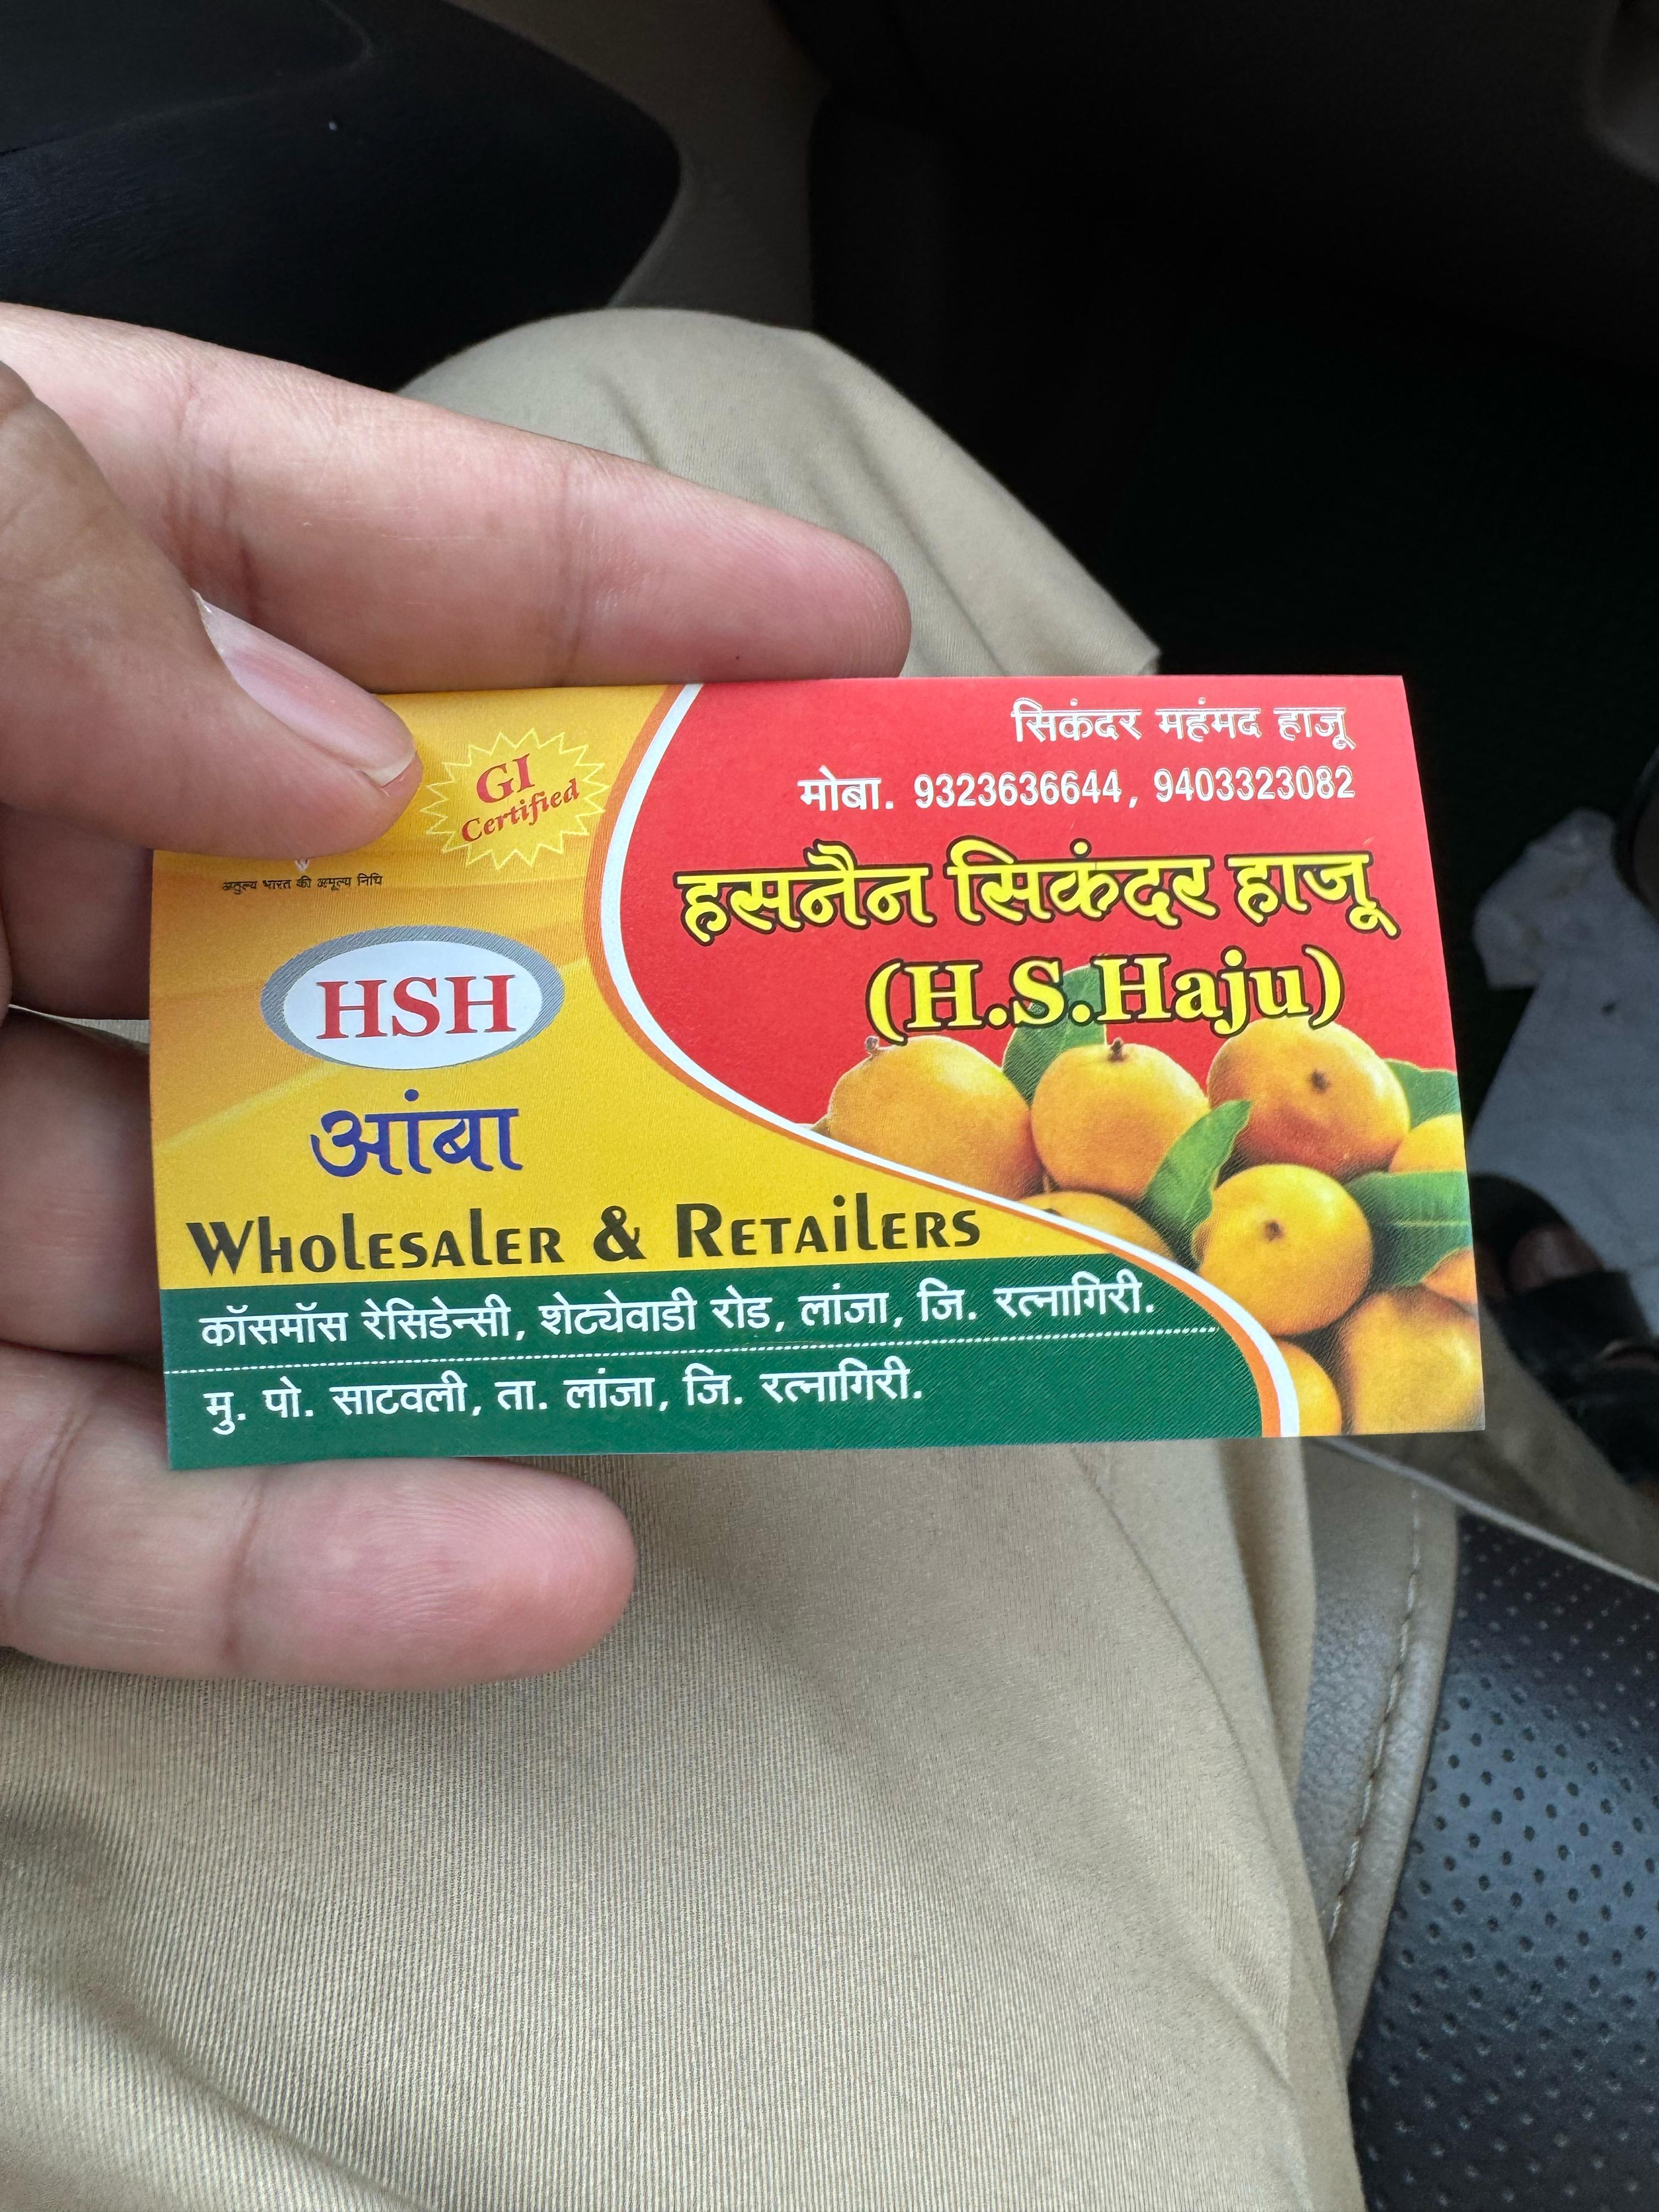 सिकंदर महंमद हाजू
मोबा. 9323636644, 9403323082
GI
Certified
अतुल्य भारत की अमूल्य निधि
हसनैन सिकंदर हाजू
(H.S.Haju)
HSH
आंबा
WHOLESALER & RETAILERS
कॉसमॉस रेसिडेन्सी, शेट्येवाडी रोड, लांजा, जि. रत्नागिरी.
मु. पो. साटवली, ता. लांजा, जि. रत्नागिरी.